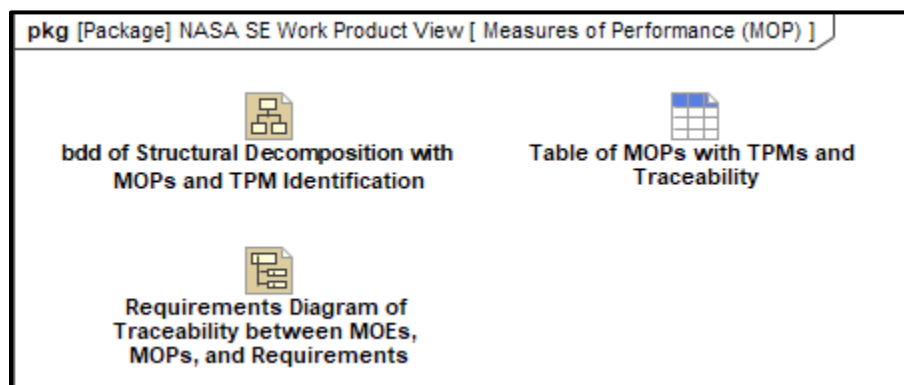 pkg [Package] NASA SE Work Product View [ Measures of Performance (MOP) ]
bdd of Structural Decomposition with
MOPs and TPM Identification
Table of MOPs with TPMs and
Traceability
Requirements Diagram of
Traceability between MOEs,
MOPs, and Requirements